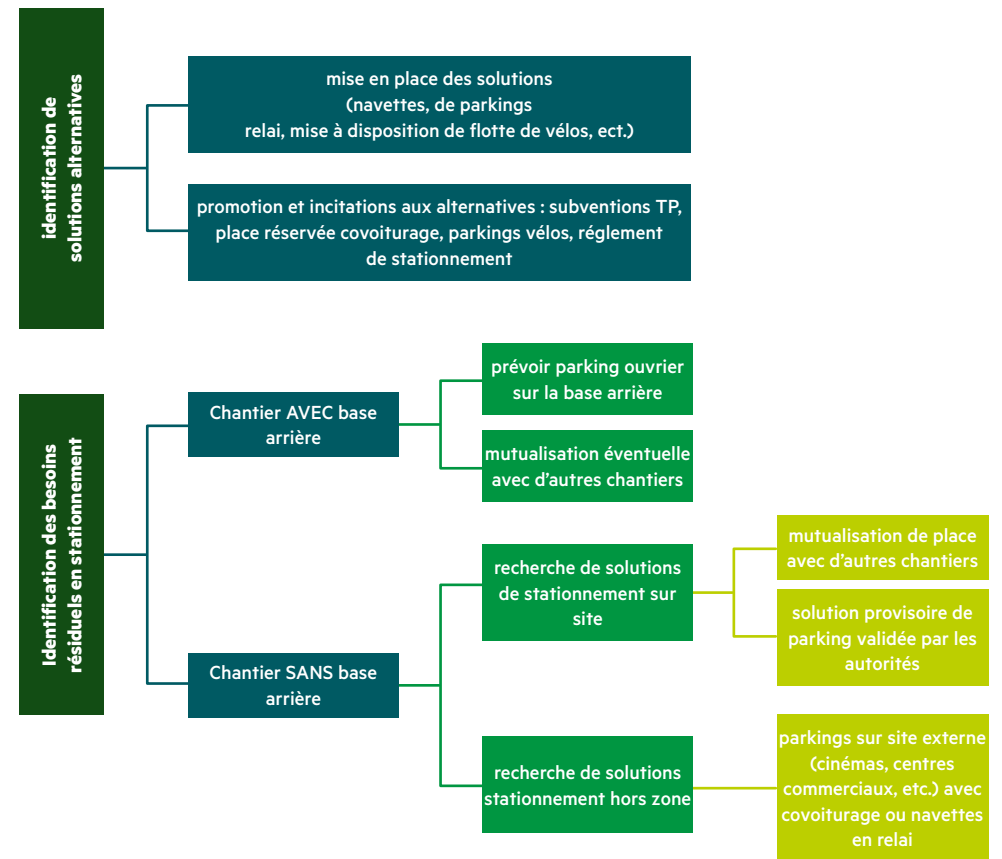 identification de
solutions alternatives
mise en place des solutions
(navettes, de parkings
relai, mise à disposition de flotte de vélos, ect.)
promotion et incitations aux alternatives : subventions TP,
place réservée covoiturage, parkings vélos, réglement
de stationnement
Identification des besoins
résiduels en stationnement
Chantier AVEC base
arrière
prévoir parking ouvrier
sur la base arrière
mutualisation éventuelle
avec d’autres chantiers
Chantier SANS base
arrière
recherche de solutions
de stationnement sur
site
mutualisation de place
avec d’autres chantiers
solution provisoire de
parking validée par les
autorités
recherche de solutions
stationnement hors zone
parkings sur site externe
(cinémas, centres
commerciaux, etc.) avec
covoiturage ou navettes
en relai